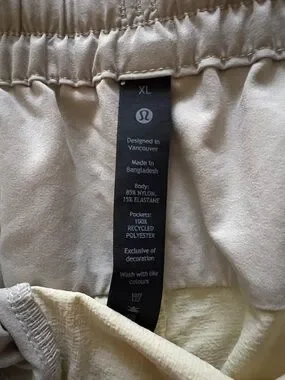 XL
Designed in
Vancouver
Made in
Bangladesh
Body:
85% NYLON,
15% ELASTANE
Pockets:
100%
RECYCLED
POLYESTER
Exclusive of
decoration
Wash with like
colours